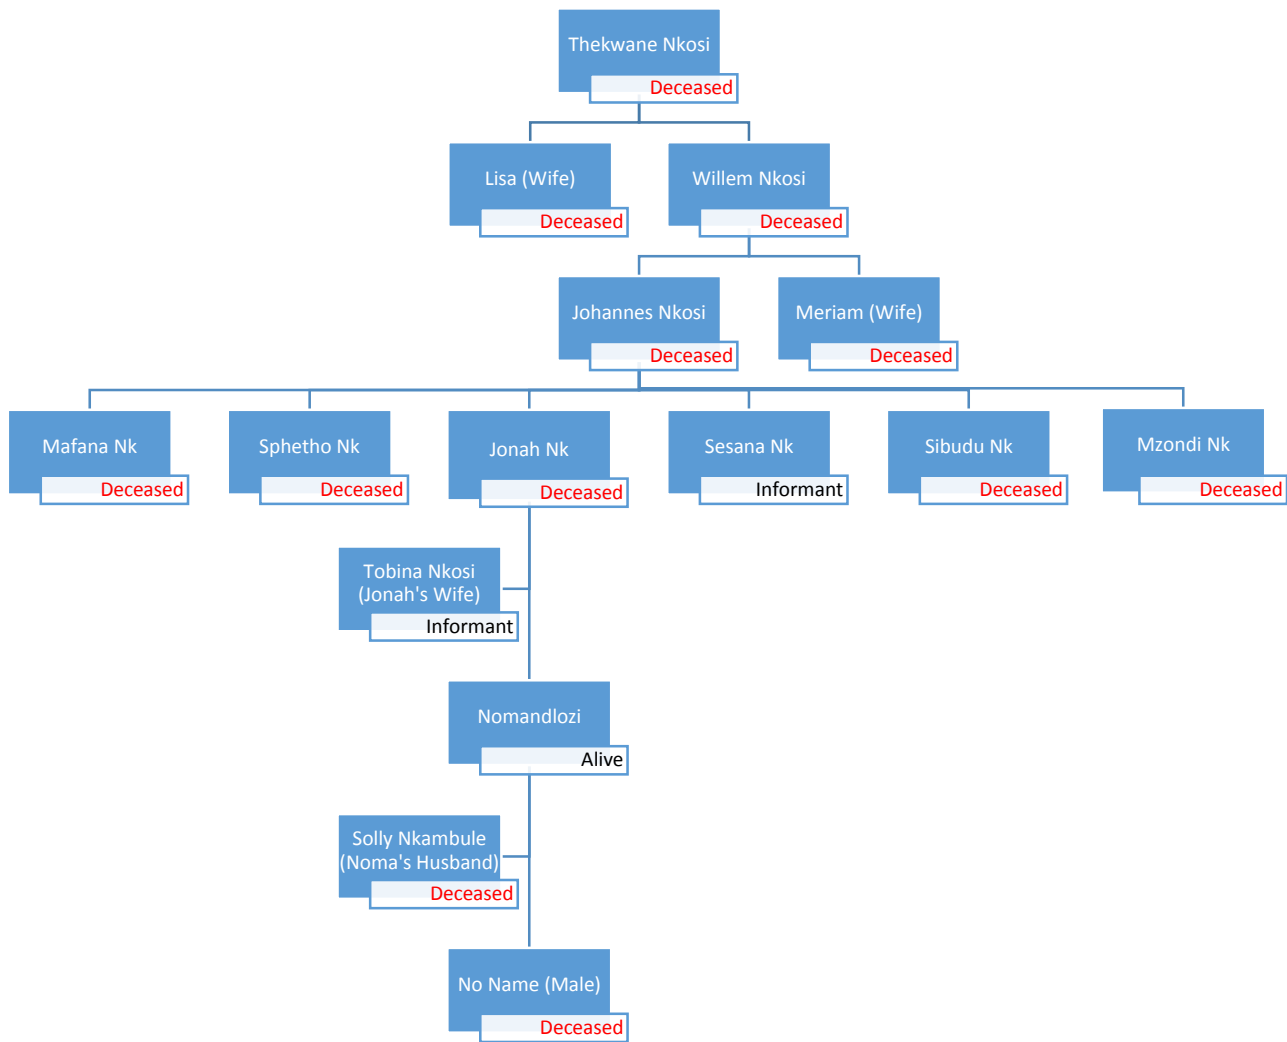 Thekwane Nkosi
Deceased
Lisa (Wife)
Deceased
Willem Nkosi
Deceased
Johannes Nkosi
Deceased
Meriam (Wife)
Deceased
Mafana Nk
Deceased
Sphetho Nk
Deceased
Jonah Nk
Deceased
Sesana Nk
Informant
Sibudu Nk
Deceased
Mzondi Nk
Deceased
Tobina Nkosi
(Jonah's Wife)
Informant
Nomandlozi
Alive
Solly Nkambule
(Noma's Husband)
Deceased
No Name (Male)
Deceased